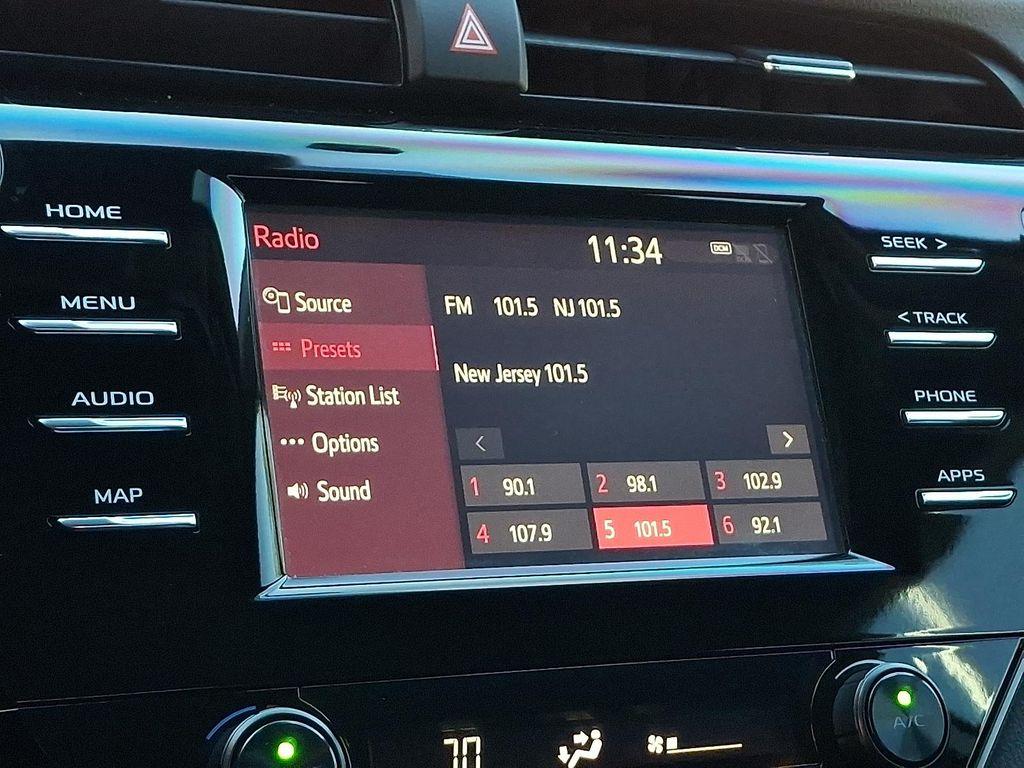 HOME
MENU
AUDIO
MAP
Radio
11:34
DCM
Source
Presets
Station List
Options
Sound
FM 101.5 NJ 101.5
New Jersey 101.5
< >
1 90.1 2 98.1 3 102.9
4 107.9 5 101.5 6 92.1
SEEK >
< TRACK
PHONE
APPS
70
A/C